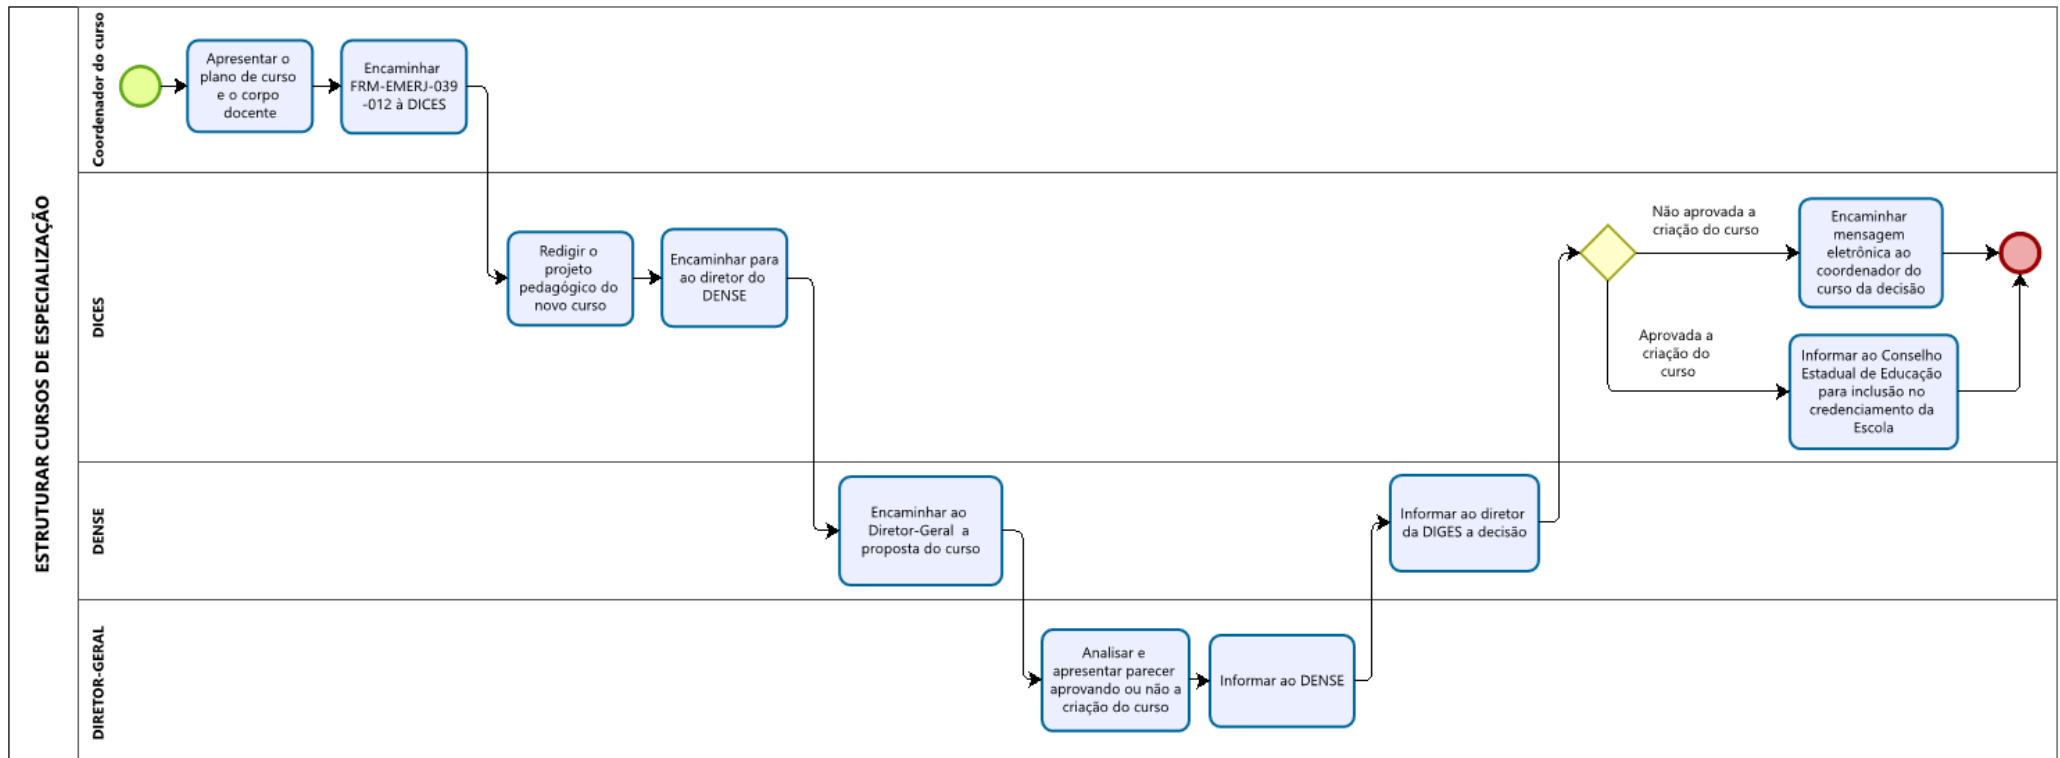 ESTRUTURAR CURSOS DE ESPECIALIZAÇÃO
Coordenador do curso
Apresentar o
plano de curso
e o corpo
docente
Encaminhar
FRM-EMERJ-039
-012 à DICES
DICES
Redigir o
projeto
pedagógico do
novo curso
Encaminhar para
ao diretor do
DENSE
Não aprovada a
criação do curso
Encaminhar
mensagem
eletrônica ao
coordenador do
curso da decisão
Aprovada a
criação do
curso
Informar ao Conselho
Estadual de Educação
para inclusão no
credenciamento da
Escola
DENSE
Encaminhar ao
Diretor-Geral a
proposta do curso
Informar ao diretor
da DIGES a decisão
DIRETOR-GERAL
Analisar e
apresentar parecer
aprovando ou não a
criação do curso
Informar ao DENSE